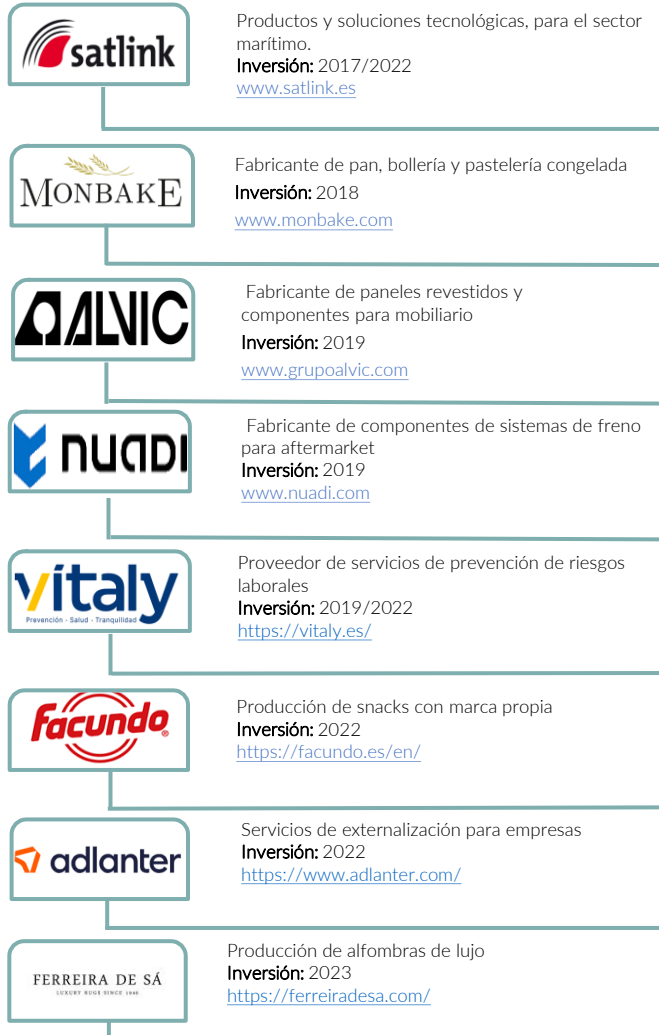 satlink
Productos y soluciones tecnológicas, para el sector
marítimo.
Inversión: 2017/2022
www.satlink.es
MONBAKE
Fabricante de pan, bollería y pastelería congelada
Inversión: 2018
www.monbake.com
ALVIC
Fabricante de paneles revestidos y
componentes para mobiliario
Inversión: 2019
www.grupoalvic.com
nuadi
Fabricante de componentes de sistemas de freno
para aftermarket
Inversión: 2019
www.nuadi.com
vítaly
Prevención - Salud - Tranquilidad
Proveedor de servicios de prevención de riesgos
laborales
Inversión: 2019/2022
https://vitaly.es/
facundo®
Producción de snacks con marca propia
Inversión: 2022
https://facundo.es/en/
adlanter
Servicios de externalización para empresas
Inversión: 2022
https://www.adlanter.com/
FERREIRA DE SÁ
LUXURY RUGS SINCE 1946
Producción de alfombras de lujo
Inversión: 2023
https://ferreiradesa.com/